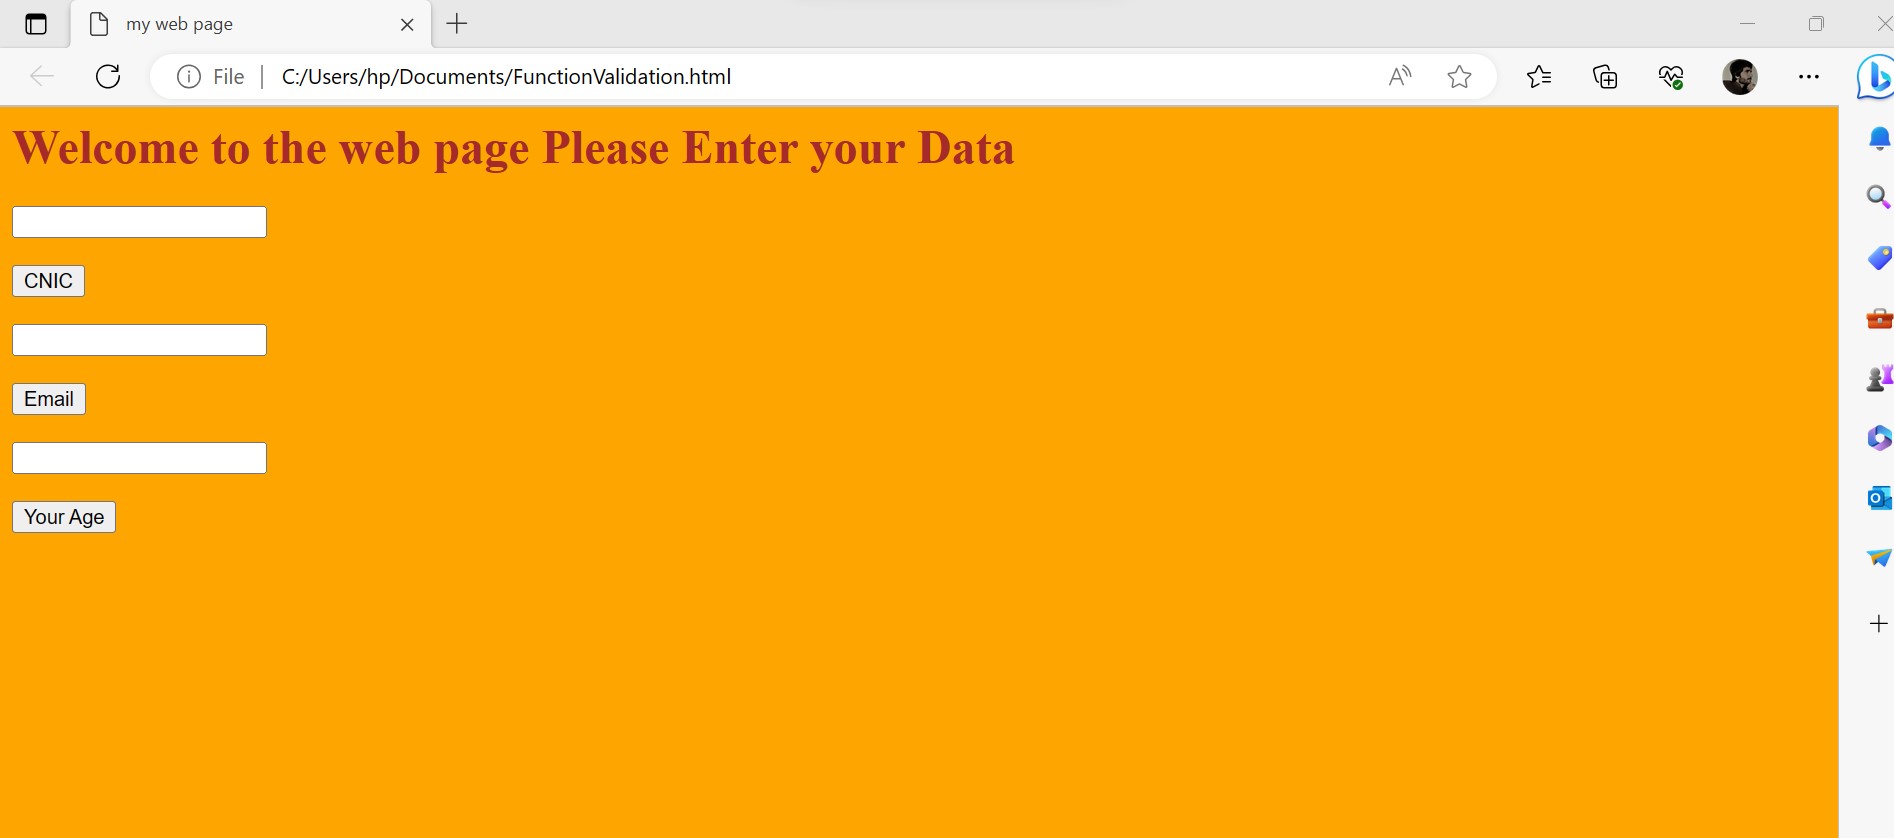 my web page
File C:/Users/hp/Documents/FunctionValidation.html
Welcome to the web page Please Enter your Data
CNIC
Email
Your Age